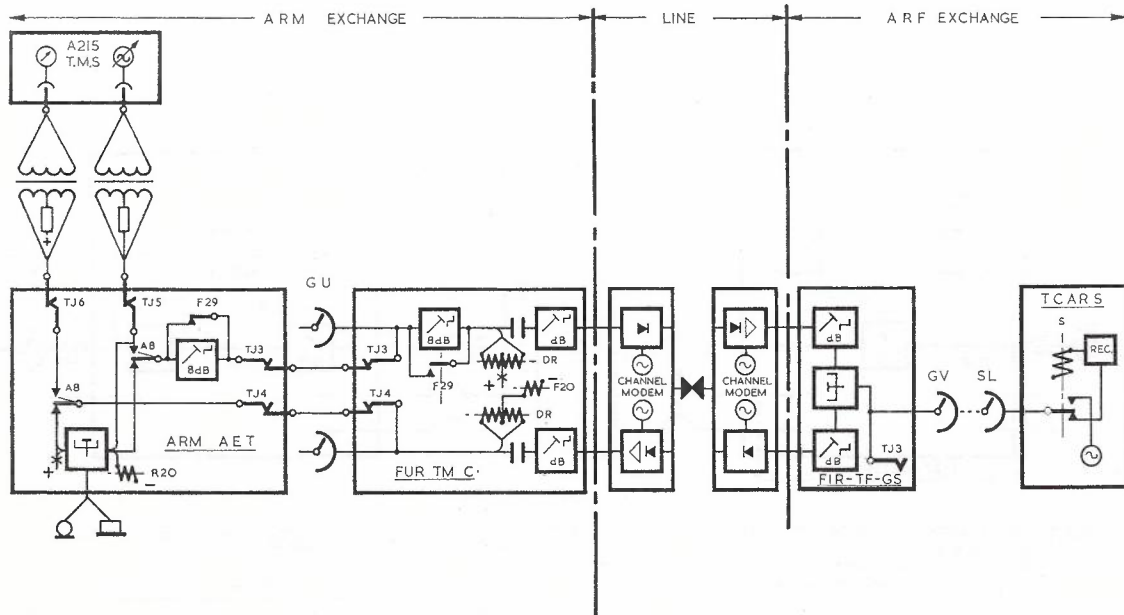 ARM EXCHANGE
LINE
ARF EXCHANGE
A215
T.M.S
GU
TJ6
TJ5
F29
A8
8dB
TJ3
A8
TJ4
ARM AET
R20
+
−
+
TJ3
8dB
F29
TJ4
DR
+
−
F20
DR
dB
dB
FUR TM C.
CHANNEL
MODEM
CHANNEL
MODEM
dB
dB
TJ3
FIR-TF-GS
GV
SL
TCARS
S
REC.